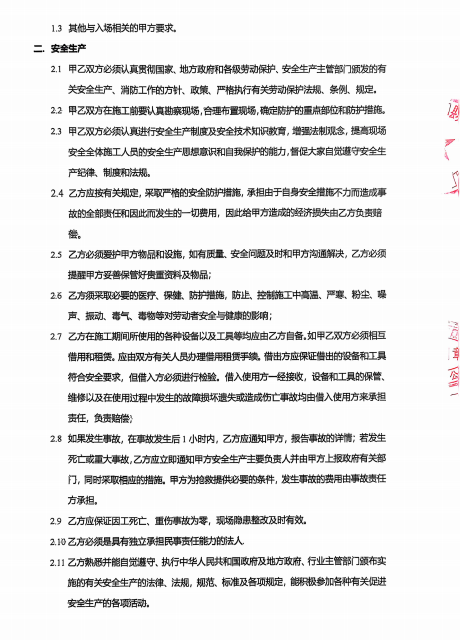 1.3 其他与入场相关的甲方要求。
二、安全生产
2.1 甲乙双方必须认真贯彻国家、地方政府和各级劳动保护、安全生产主管部门颁发的有
关安全生产、消防工作的方针、政策、严格执行有关劳动保护法规、条例、规定。
2.2 甲乙双方在施工前要认真勘察现场,合理布置现场,确定防护的重点部位和防护措施。
2.3 甲乙双方必须认真进行安全生产制度及安全技术知识教育,增强法制观念,提高现场
安全全体施工人员的安全生产思想意识和自我保护的能力,督促大家自觉遵守安全生
产纪律、制度和法规。
2.4 乙方应按有关规定,采取严格的安全防护措施,承担由于自身安全措施不力而造成事
故的全部责任和因此而发生的一切费用,因此给甲方造成的经济损失由乙方负责赔
偿。
2.5 乙方必须爱护甲方物品和设施,如有质量、安全问题及时和甲方沟通解决,乙方必须
提醒甲方妥善保管好贵重资料及物品;
2.6 乙方须采取必要的医疗、保健、防护措施,防止、控制施工中高温、严寒、粉尘、噪
声、振动、毒气、毒物等对劳动者安全与健康的影响;
2.7 乙方在施工期间所使用的各种设备以及工具等均应由乙方自备。如甲乙双方必须相互
借用和租赁。应由双方有关人员办理借用租赁手续。借出方应保证借出的设备和工具
符合安全要求,但借入方必须进行检验。借入使用方一经接收,设备和工具的保管、
维修以及在使用过程中发生的故障损坏遗失或造成伤亡事故均由借入使用方来承担
责任,负责赔偿;
2.8 如果发生事故,在事故发生后 1 小时内,乙方应通知甲方,报告事故的详情;若发生
死亡或重大事故,乙方应立即通知甲方安全生产主要负责人并由甲方上报政府有关部
门,同时采取相应的措施。甲方为抢救提供必要的条件,发生事故的费用由事故责任
方承担。
2.9 乙方应保证因工死亡、重伤事故为零,现场隐患整改及时有效。
2.10 乙方必须是具有独立承担民事责任能力的法人
2.11 乙方熟悉并能自觉遵守、执行中华人民共和国政府及地方政府、行业主管部门颁布实
施的有关安全生产的法律、法规,规范、标准及各项规定,能积极参加各种有关促进
安全生产的各项活动。